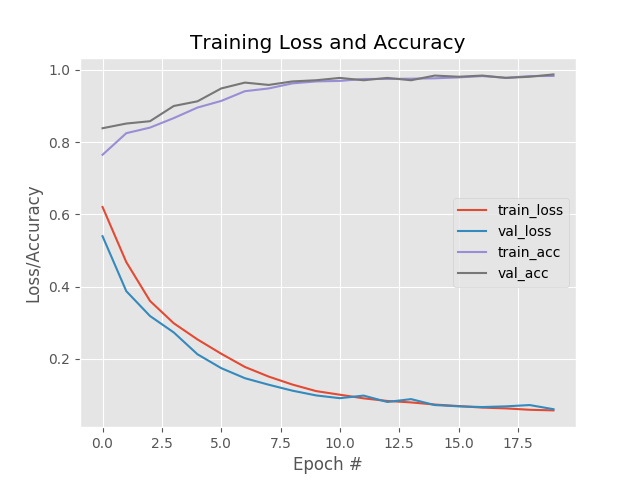 Training Loss and Accuracy
1.0
0.8
0.6
0.4
0.2
Loss/Accuracy
train_loss
val_loss
train_acc
val_acc
0.0 2.5 5.0 7.5 10.0 12.5 15.0 17.5
Epoch #